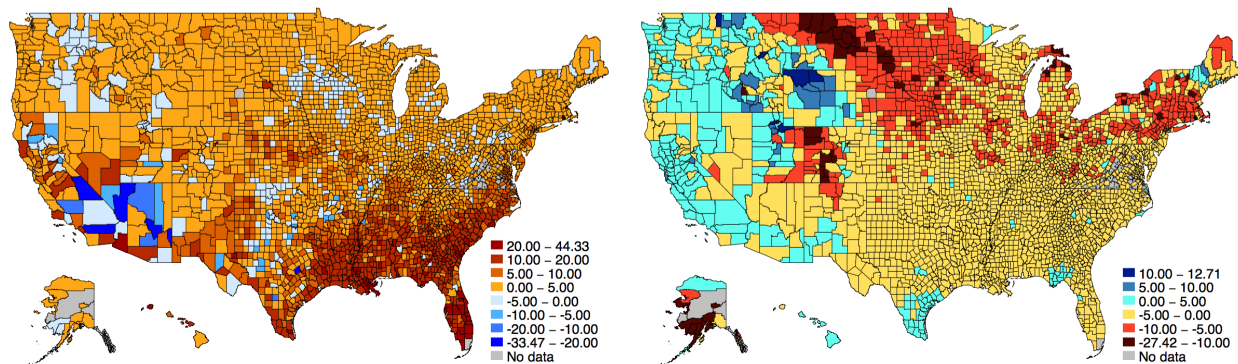 20.00 – 44.33
10.00 – 20.00
5.00 – 10.00
0.00 – 5.00
-5.00 – 0.00
-10.00 – -5.00
-20.00 – -10.00
-33.47 – -20.00
No data
10.00 – 12.71
5.00 – 10.00
0.00 – 5.00
-5.00 – 0.00
-10.00 – -5.00
-27.42 – -10.00
No data